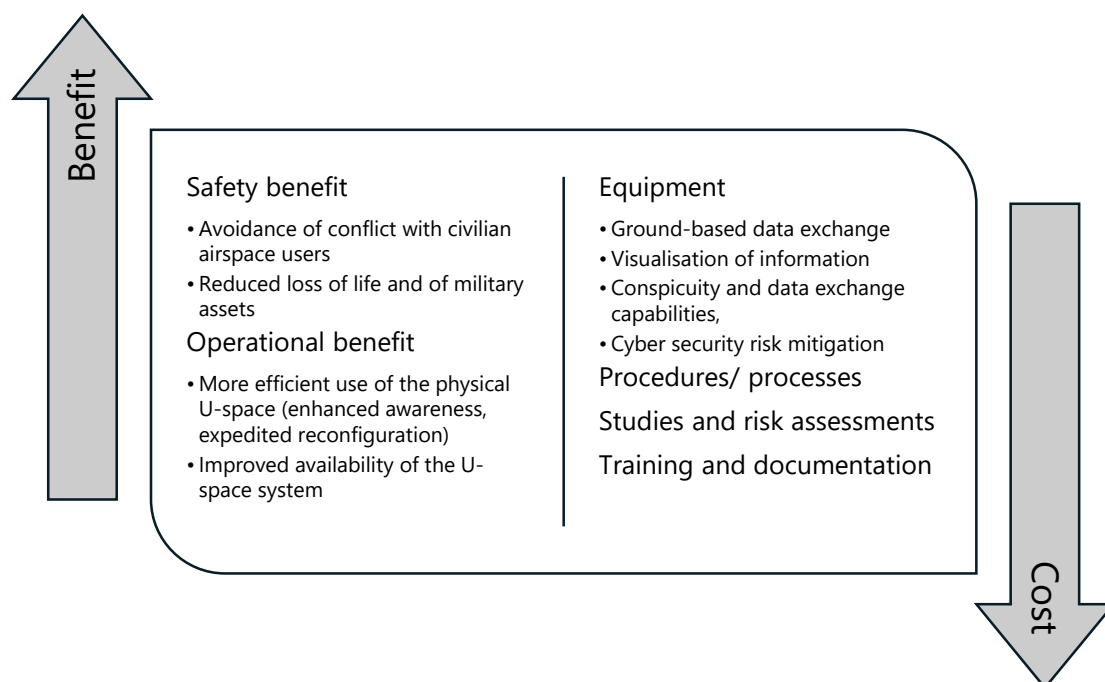 Benefit
Safety benefit
• Avoidance of conflict with civilian
airspace users
• Reduced loss of life and of military
assets
Operational benefit
• More efficient use of the physical
U-space (enhanced awareness,
expedited reconfiguration)
• Improved availability of the U-
space system
Equipment
• Ground-based data exchange
• Visualisation of information
• Conspicuity and data exchange
capabilities,
• Cyber security risk mitigation
Procedures/ processes
Studies and risk assessments
Training and documentation
Cost